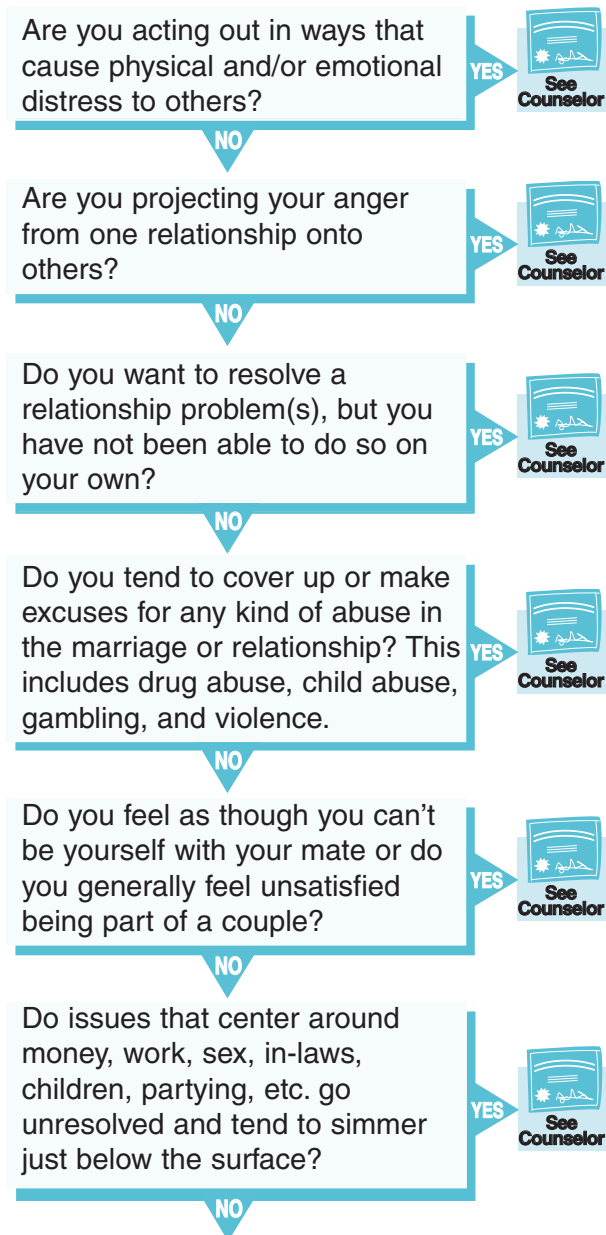 Are you acting out in ways that
cause physical and/or emotional
distress to others?
YES
See
Counselor
NO
Are you projecting your anger
from one relationship onto
others?
YES
See
Counselor
NO
Do you want to resolve a
relationship problem(s), but you
have not been able to do so on
your own?
YES
See
Counselor
NO
Do you tend to cover up or make
excuses for any kind of abuse in
the marriage or relationship? This
includes drug abuse, child abuse,
gambling, and violence.
YES
See
Counselor
NO
Do you feel as though you can’t
be yourself with your mate or do
you generally feel unsatisfied
being part of a couple?
YES
See
Counselor
NO
Do issues that center around
money, work, sex, in-laws,
children, partying, etc. go
unresolved and tend to simmer
just below the surface?
YES
See
Counselor
NO